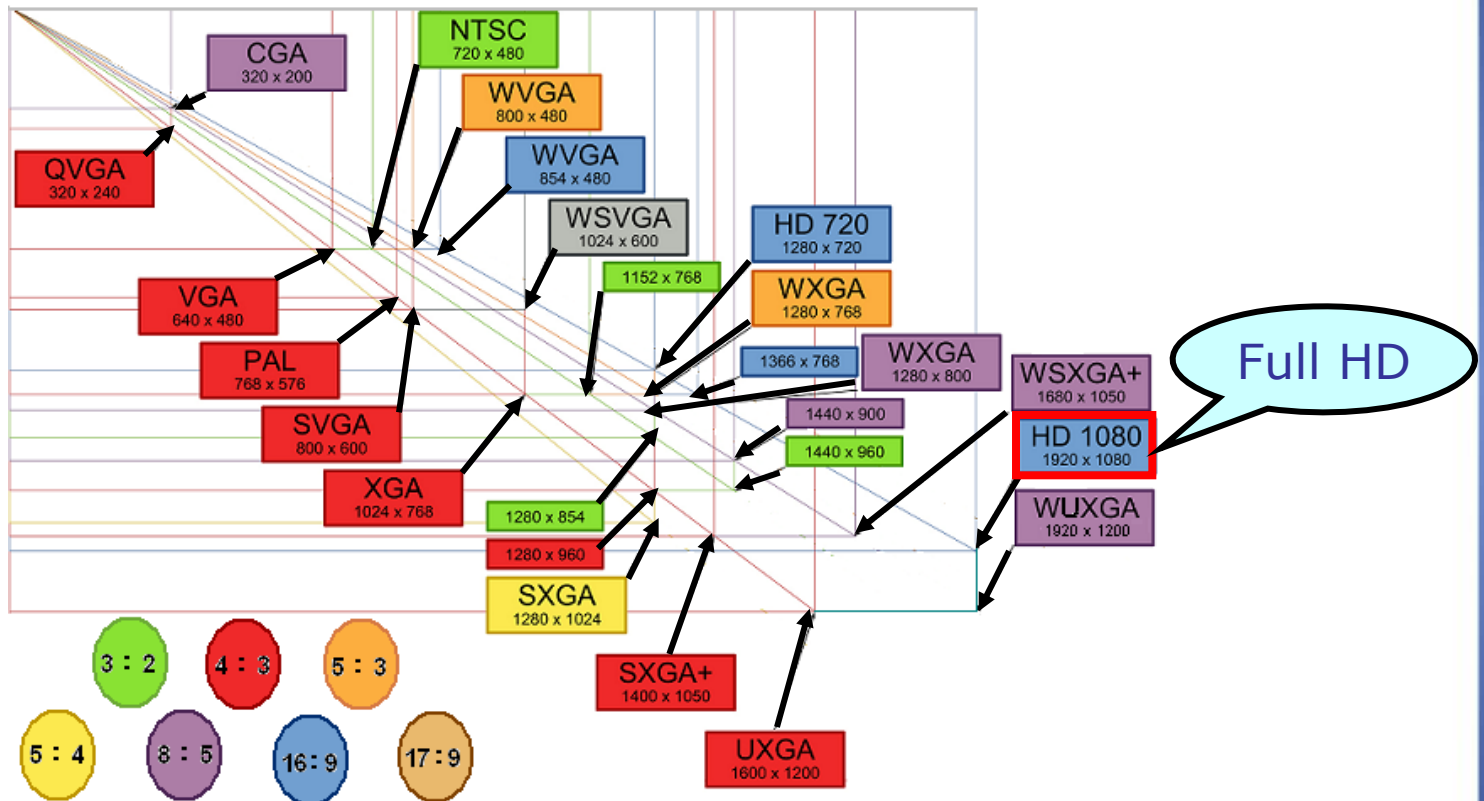 CGA
320 x 200
NTSC
720 x 480
WVGA
800 x 480
QVGA
320 x 240
WVGA
854 x 480
WSVGA
1024 x 600
HD 720
1280 x 720
1152 x 768
VGA
640 x 480
WXGA
1280 x 768
PAL
768 x 576
1366 x 768
WXGA
1280 x 800
WSXGA+
1680 x 1050
Full HD
SVGA
800 x 600
1440 x 900
HD 1080
1920 x 1080
1440 x 960
XGA
1024 x 768
1280 x 854
WUXGA
1920 x 1200
1280 x 960
SXGA
1280 x 1024
SXGA+
1400 x 1050
UXGA
1600 x 1200
3 : 2
4 : 3
5 : 3
5 : 4
8 : 5
16:9
17:9